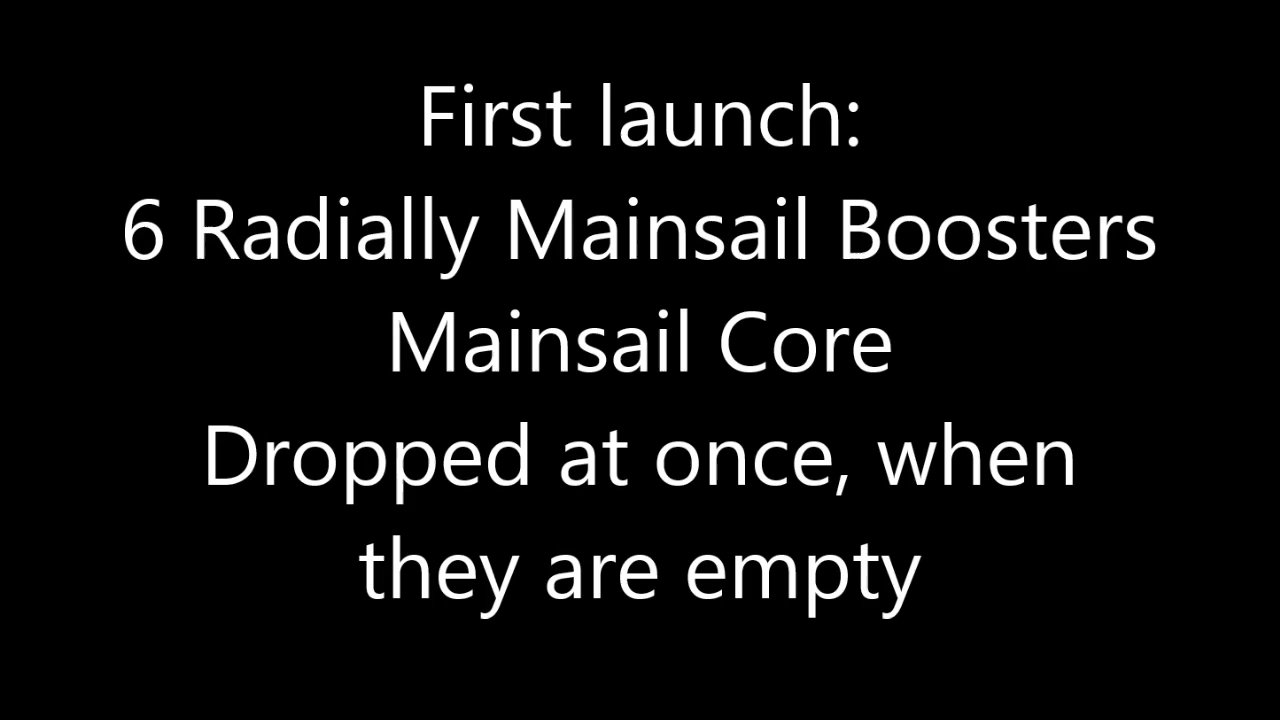 First launch:
6 Radially Mainsail Boosters
Mainsail Core
Dropped at once, when
they are empty